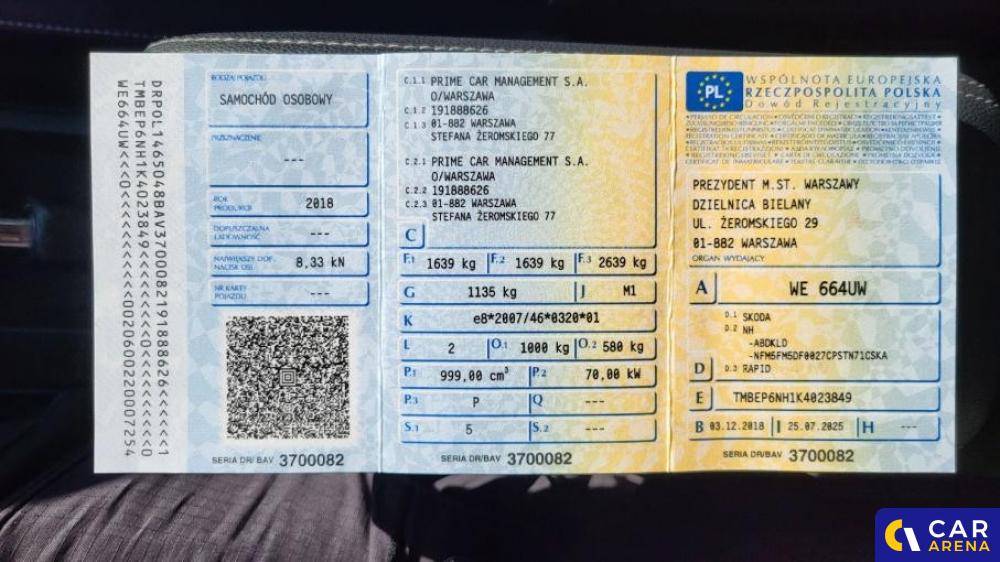 DRPOL1465048BAV3700082191888626<<<<<1
TMBEP6NH1K4023849<<<<<<<<<O<<<<<<<<<O
WE664UW<<O<<<<<<<<<<<<<<002060022000007254
RODZAJ POJAZDU
SAMOCHÓD OSOBOWY
PRZEZNACZENIE
---
ROK PRODUKCJI
2018
DOPUSZCZALNA ŁADOWNOŚĆ
---
NAJWIĘKSZY DOP. NACISK OSI
8,33 kN
NR KARTY POJAZDU
---
SERIA DR/BAV 3700082
C.1.1 PRIME CAR MANAGEMENT S.A.
O/WARSZAWA
C.1.2 191888626
C.1.3 01-882 WARSZAWA
STEFANA ŻEROMSKIEGO 77
C.2.1 PRIME CAR MANAGEMENT S.A.
O/WARSZAWA
C.2.2 191888626
C.2.3 01-882 WARSZAWA
STEFANA ŻEROMSKIEGO 77
C
F.1 1639 kg F.2 1639 kg F.3 2639 kg
G 1135 kg J M1
K e8*2007/46*0320*01
L 2 O.1 1000 kg O.2 580 kg
P.1 999,00 cm³ P.2 70,00 kW
P.3 P Q ---
S.1 5 S.2 ---
SERIA DR/BAV 3700082
PL
WSPÓLNOTA EUROPEJSKA
RZECZPOSPOLITA POLSKA
Dowód Rejestracyjny
PREZYDENT M.ST. WARSZAWY
DZIELNICA BIELANY
UL. ŻEROMSKIEGO 29
01-882 WARSZAWA
ORGAN WYDAJĄCY
A WE 664UW
D.1 SKODA
D.2 NH
-ABDKLD
-NFM5FM5DF0027CPSTN71CSKA
D D.3 RAPID
E TMBEP6NH1K4023849
B 03.12.2018 I 25.07.2025 H ---
SERIA DR/BAV 3700082
CAR
ARENA